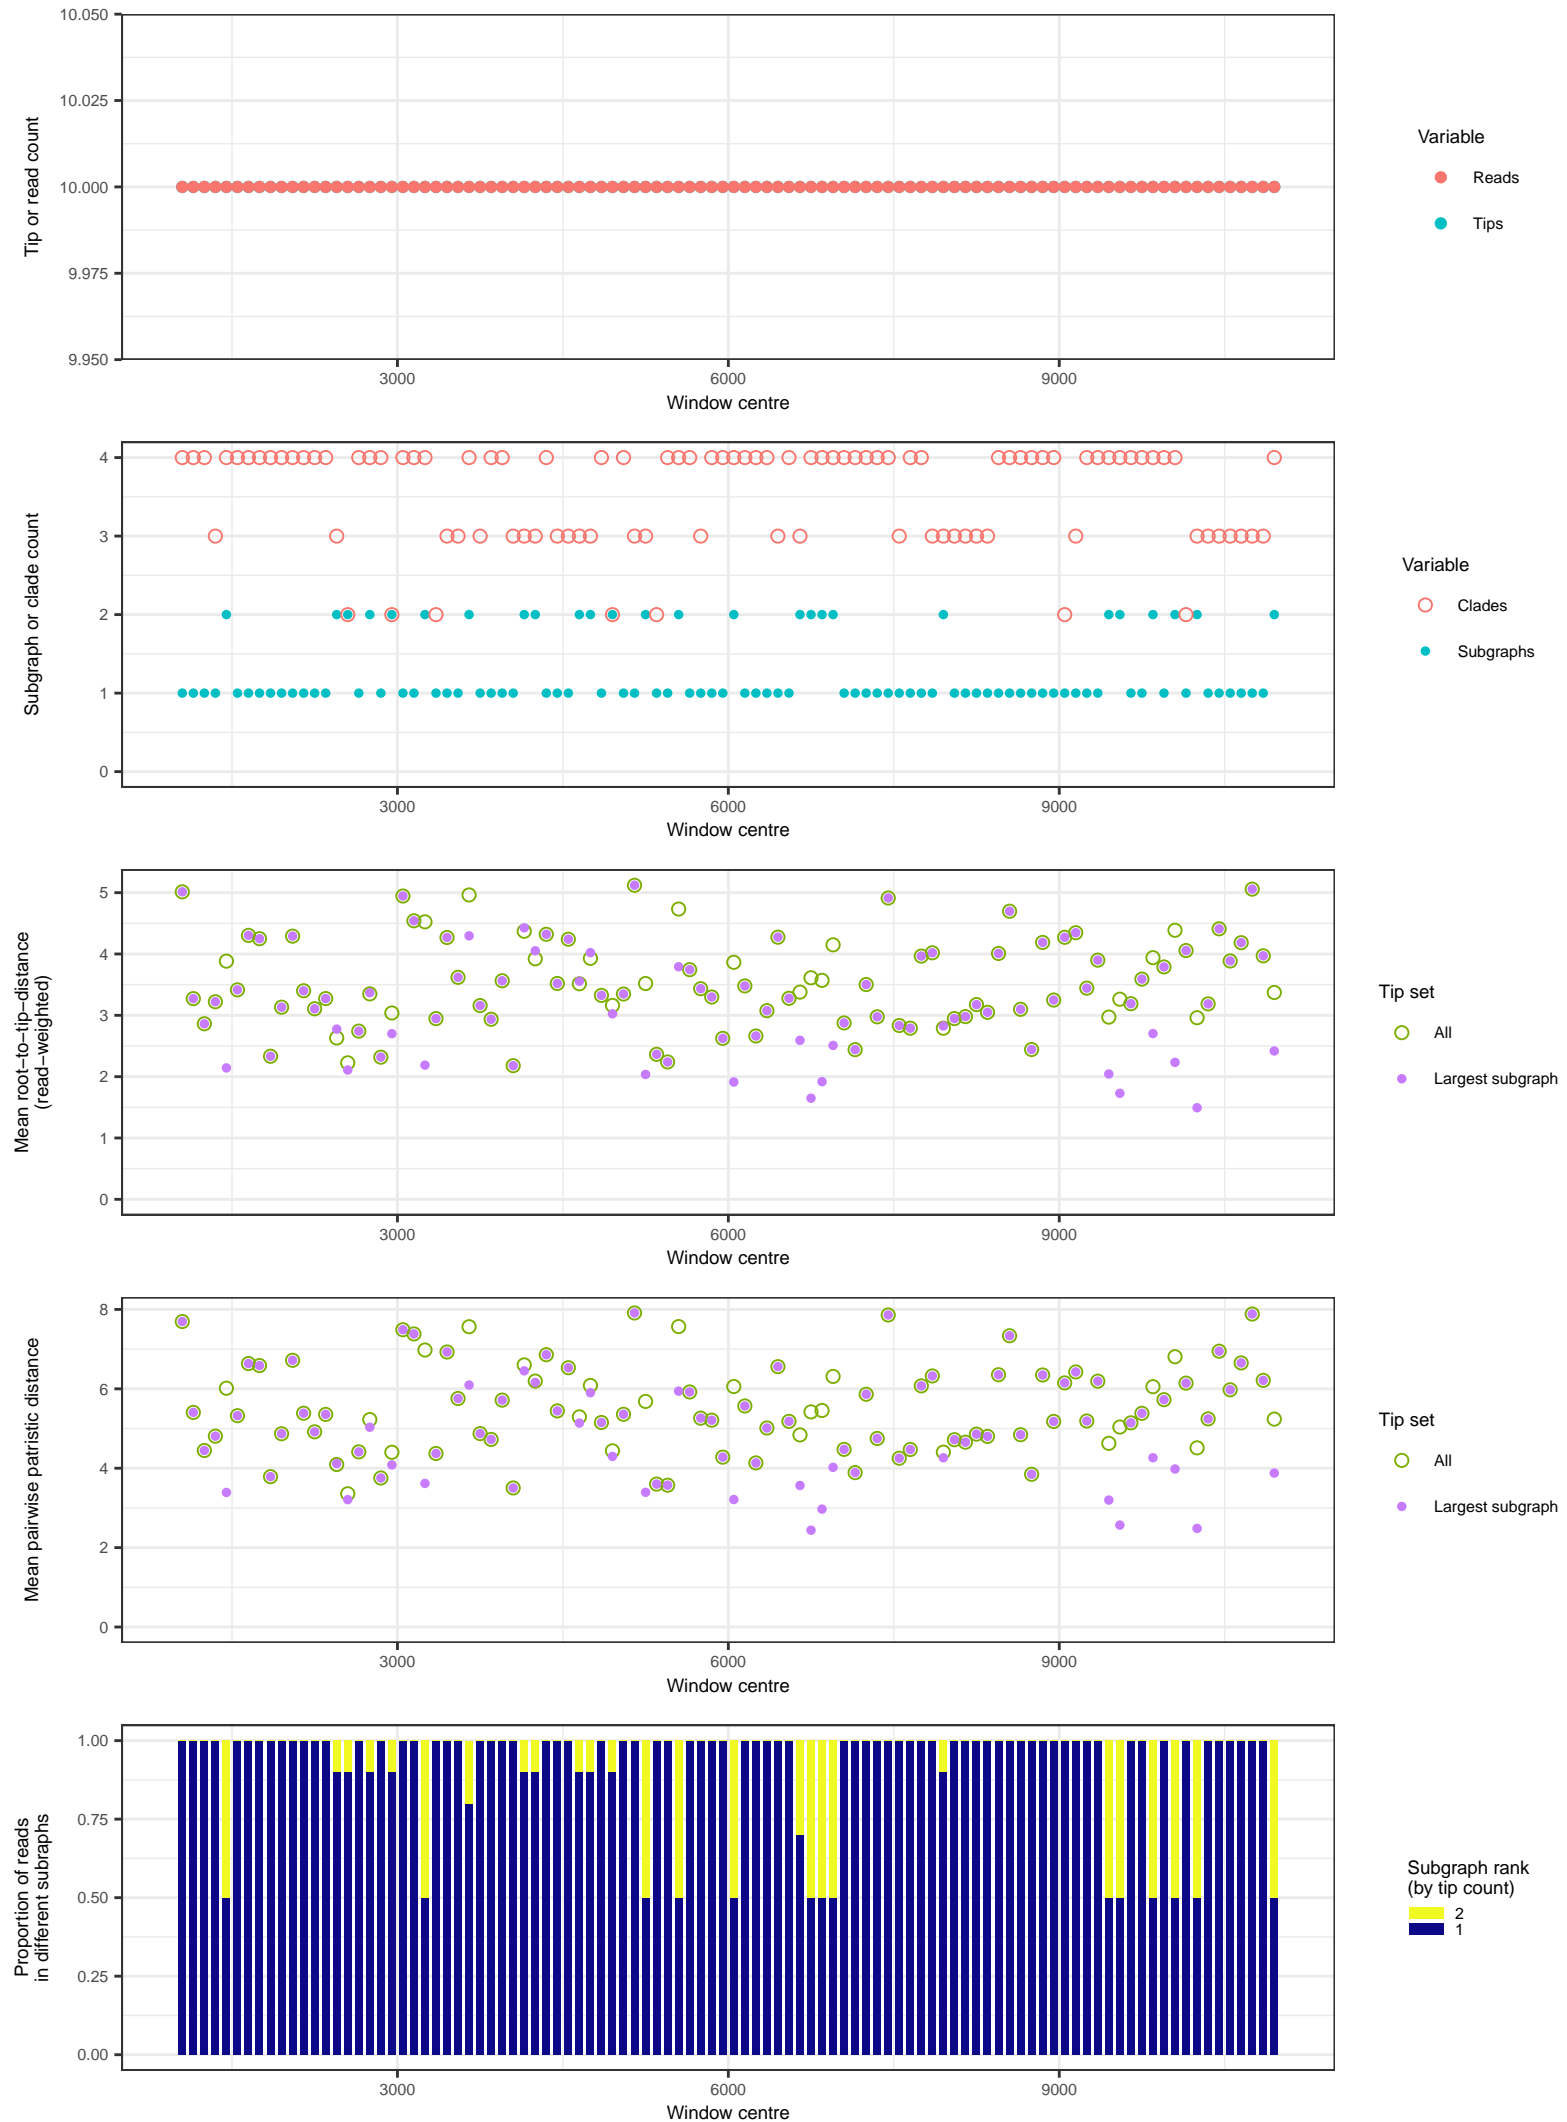 10.050
10.025
10.000
9.975
9.950
Tip or read count
3000 6000 9000
Window centre
Variable
Reads
Tips
4
3
2
1
0
Subgraph or clade count
3000 6000 9000
Window centre
Variable
Clades
Subgraphs
5
4
3
2
1
0
Mean root–to–tip–distance
(read–weighted)
3000 6000 9000
Window centre
Tip set
All
Largest subgraph
8
6
4
2
0
Mean pairwise patristic distance
3000 6000 9000
Window centre
Tip set
All
Largest subgraph
1.00
0.75
0.50
0.25
0.00
Proportion of reads
in different subraphs
3000 6000 9000
Window centre
Subgraph rank
(by tip count)
2
1